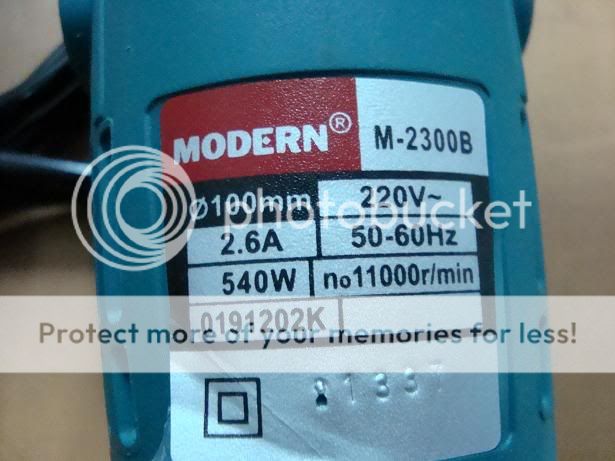 MODERN® M-2300B
Ø100mm 220V~
2.6A 50-60Hz
540W no11000r/min
0191202K
photobucket
Protect more of your memories for less!